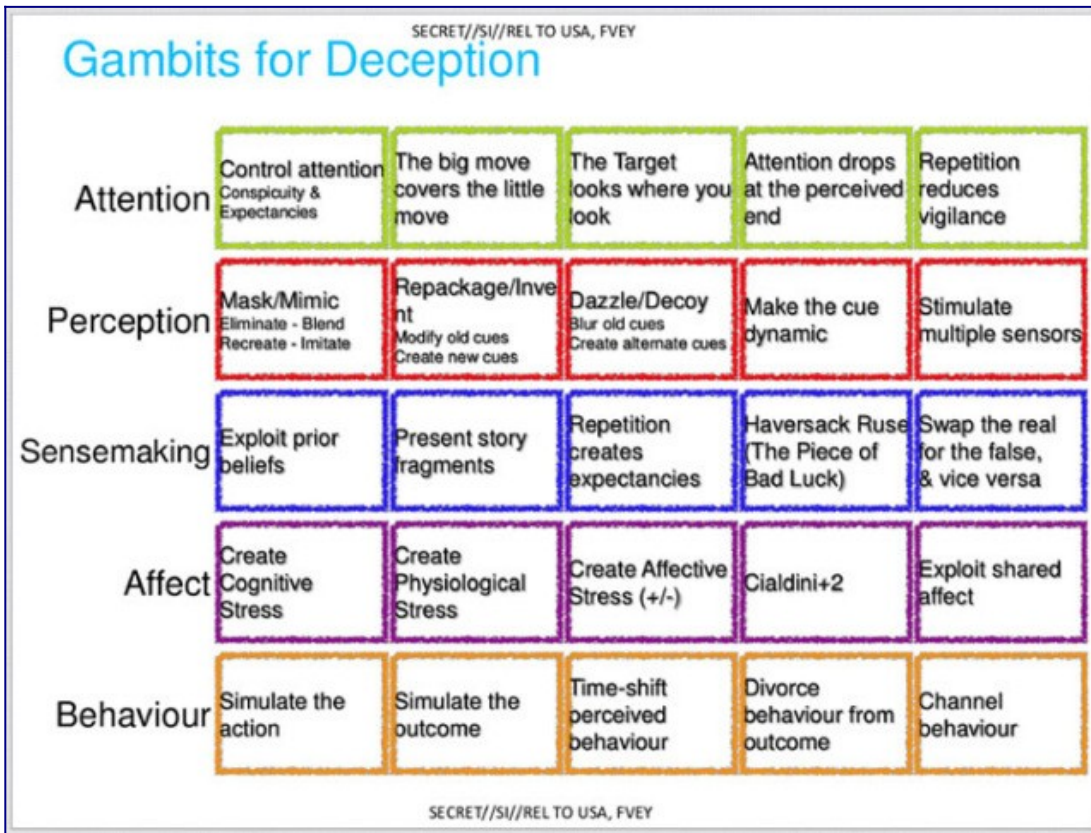 SECRET//SI//REL TO USA, FVEY
Gambits for Deception
Attention
Control attention
Conspicuity &
Expectancies
The big move
covers the little
move
The Target
looks where you
look
Attention drops
at the perceived
end
Repetition
reduces
vigilance
Perception
Mask/Mimic
Eliminate - Blend
Recreate - Imitate
Repackage/Inve
nt
Modify old cues
Create new cues
Dazzle/Decoy
Blur old cues
Create alternate cues
Make the cue
dynamic
Stimulate
multiple sensors
Sensemaking
Exploit prior
beliefs
Present story
fragments
Repetition
creates
expectancies
Haversack Ruse
(The Piece of
Bad Luck)
Swap the real
for the false,
& vice versa
Affect
Create
Cognitive
Stress
Create
Physiological
Stress
Create Affective
Stress (+/-)
Cialdini+2
Exploit shared
affect
Behaviour
Simulate the
action
Simulate the
outcome
Time-shift
perceived
behaviour
Divorce
behaviour from
outcome
Channel
behaviour
SECRET//SI//REL TO USA, FVEY